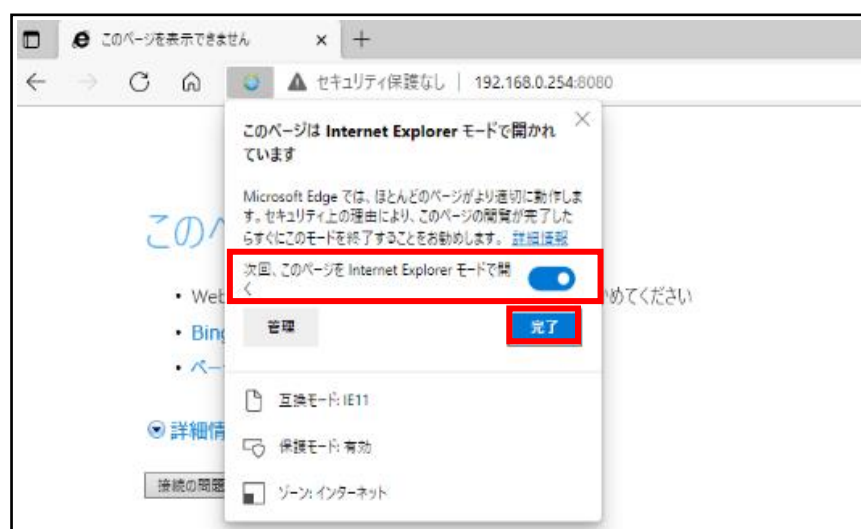 このページを表示できません
セキュリティ保護なし | 192.168.0.254:8080
このページは Internet Explorer モードで開かれ
ています
Microsoft Edge では、ほとんどのページがより適切に動作しま
す。セキュリティ上の理由により、このページの閲覧が完了した
らすぐにこのモードを終了することをお勧めします。 詳細情報
次回、このページを Internet Explorer モードで開
く
管理
完了
互換モード: IE11
保護モード: 有効
ゾーン: インターネット
このペ
Web
めてください
Bing
ペー
詳細情
接続の問題